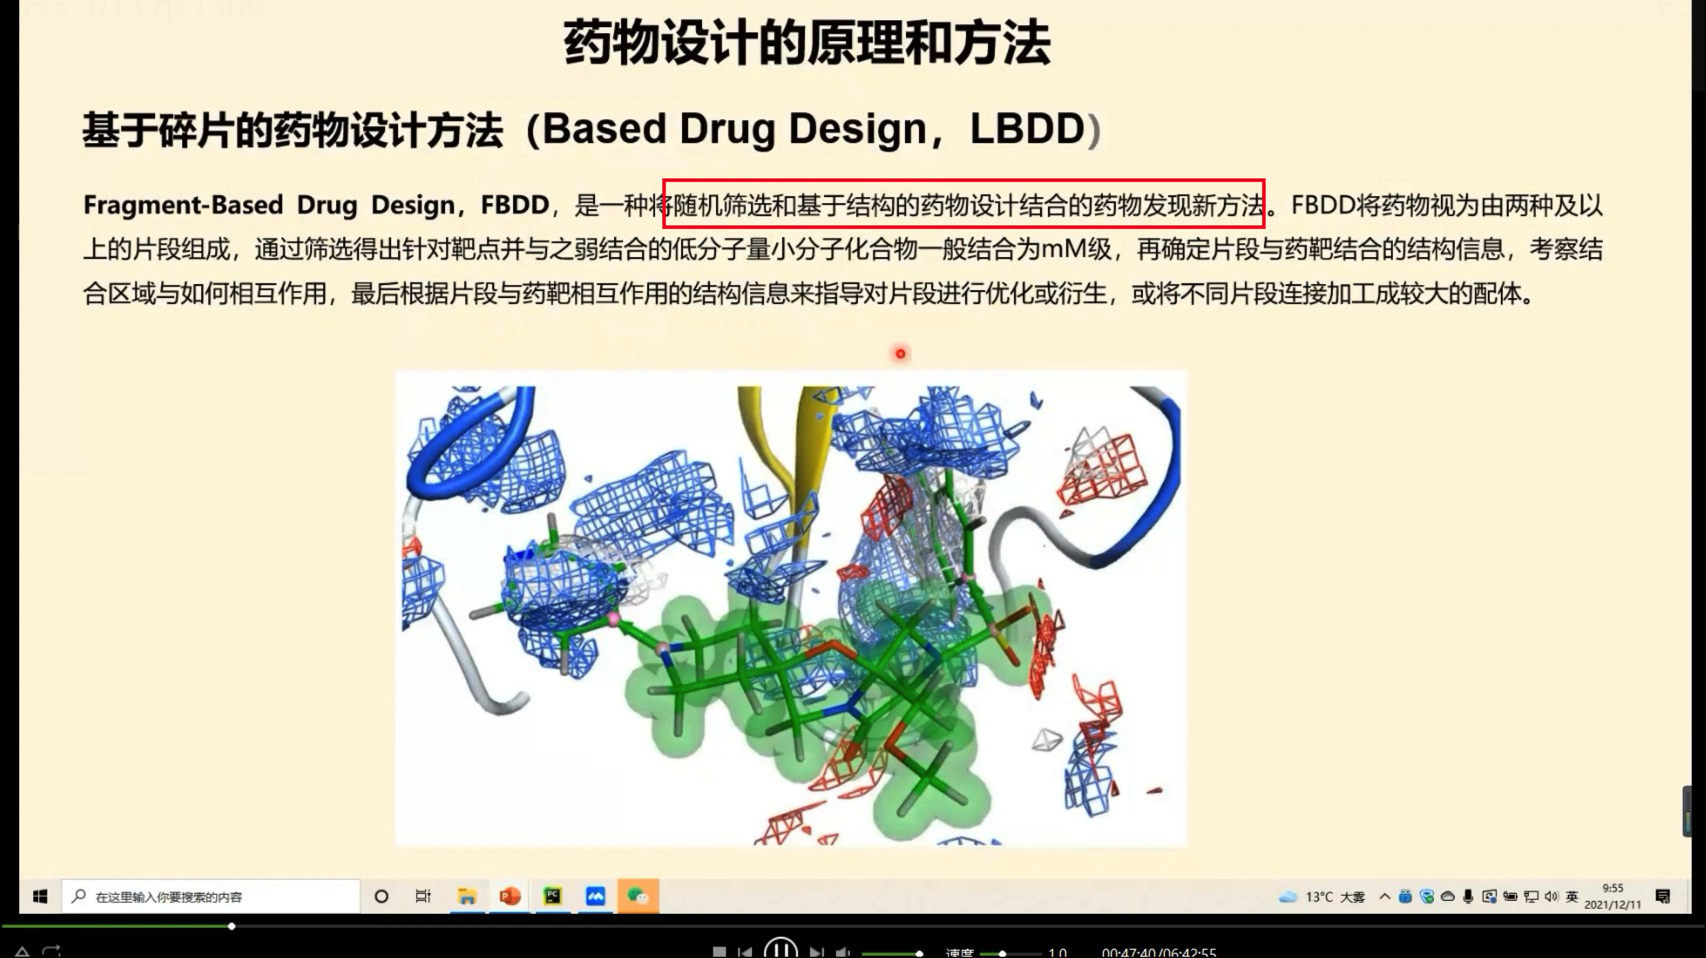 药物设计的原理和方法
基于碎片的药物设计方法（Based Drug Design，LBDD）
Fragment-Based Drug Design，FBDD，是一种将随机筛选和基于结构的药物设计结合的药物发现新方法。FBDD将药物视为由两种及以
上的片段组成，通过筛选得出针对靶点并与之弱结合的低分子量小分子化合物一般结合为mM级，再确定片段与药靶结合的结构信息，考察结
合区域与如何相互作用，最后根据片段与药靶相互作用的结构信息来指导对片段进行优化或衍生，或将不同片段连接加工成较大的配体。
在这里输入你要搜索的内容
PC
13°C 大雾
英
9:55
2021/12/11
速度
1.0
00:47:40/06:42:55